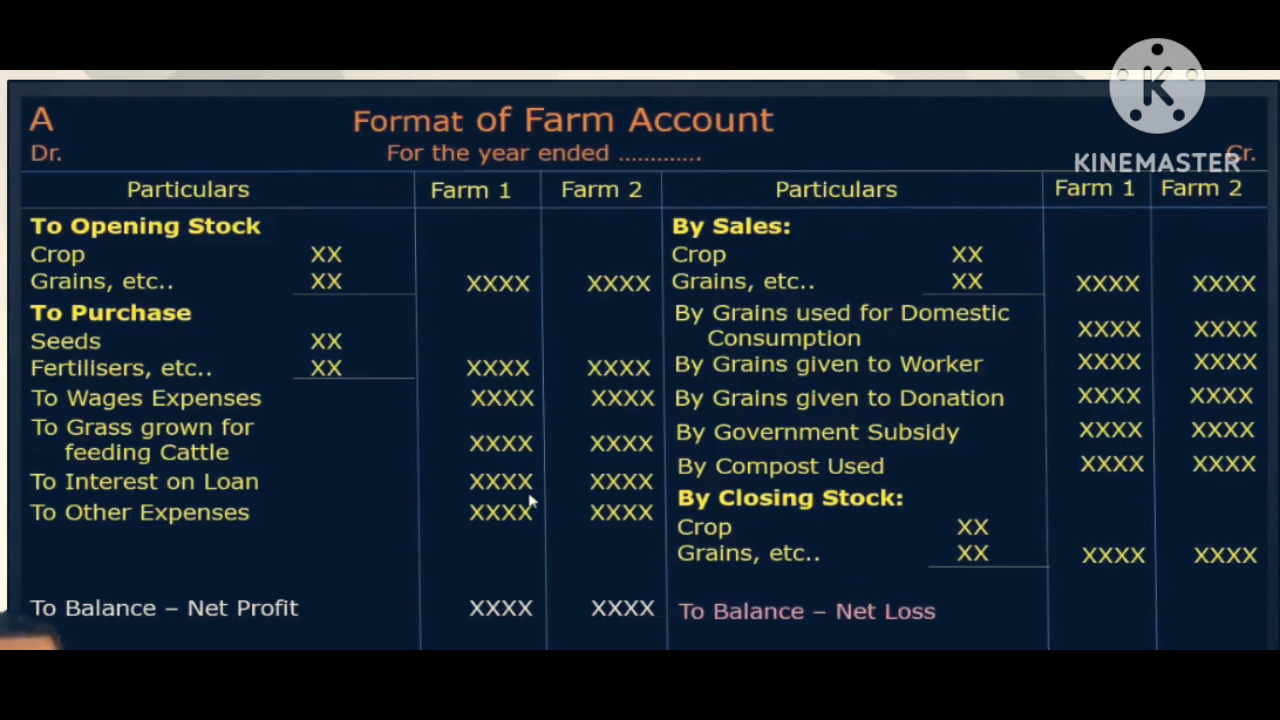 A Format of Farm Account
Dr. For the year ended ............. Cr.
KINEMASTER
Particulars Farm 1 Farm 2 Particulars Farm 1 Farm 2
To Opening Stock By Sales:
Crop XX Crop XX
Grains, etc.. XX XXXX XXXX Grains, etc.. XX XXXX XXXX
To Purchase By Grains used for Domestic
Seeds XX Consumption XXXX XXXX
Fertilisers, etc.. XX XXXX XXXX By Grains given to Worker XXXX XXXX
To Wages Expenses XXXX XXXX By Grains given to Donation XXXX XXXX
To Grass grown for By Government Subsidy XXXX XXXX
feeding Cattle XXXX XXXX By Compost Used XXXX XXXX
To Interest on Loan XXXX XXXX By Closing Stock:
To Other Expenses XXXX XXXX Crop XX
Grains, etc.. XX XXXX XXXX
To Balance – Net Profit XXXX XXXX To Balance – Net Loss